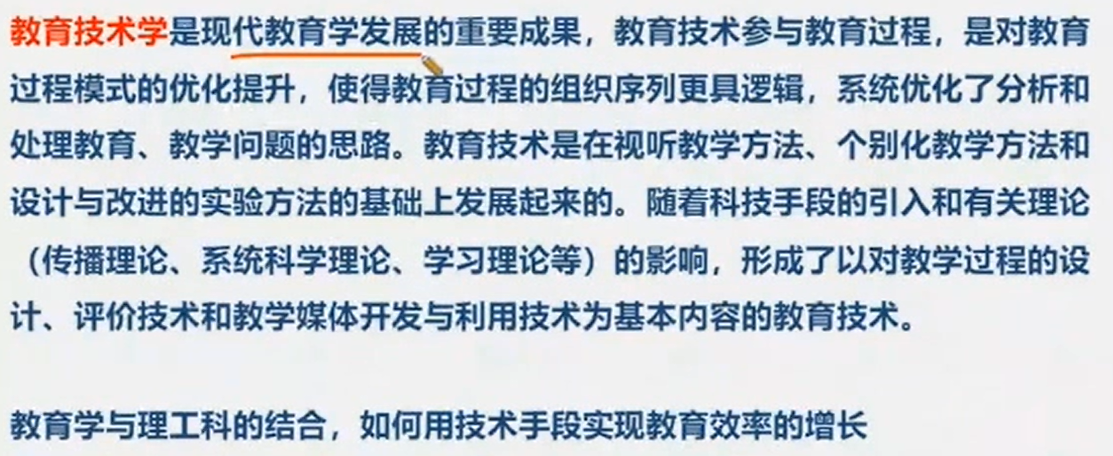 教育技术学是现代教育学发展的重要成果，教育技术参与教育过程，是对教育
过程模式的优化提升，使得教育过程的组织序列更具逻辑，系统优化了分析和
处理教育、教学问题的思路。教育技术是在视听教学方法、个别化教学方法和
设计与改进的实验方法的基础上发展起来的。随着科技手段的引入和有关理论
（传播理论、系统科学理论、学习理论等）的影响，形成了以对教学过程的设
计、评价技术和教学媒体开发与利用技术为基本内容的教育技术。
教育学与理工科的结合，如何用技术手段实现教育效率的增长